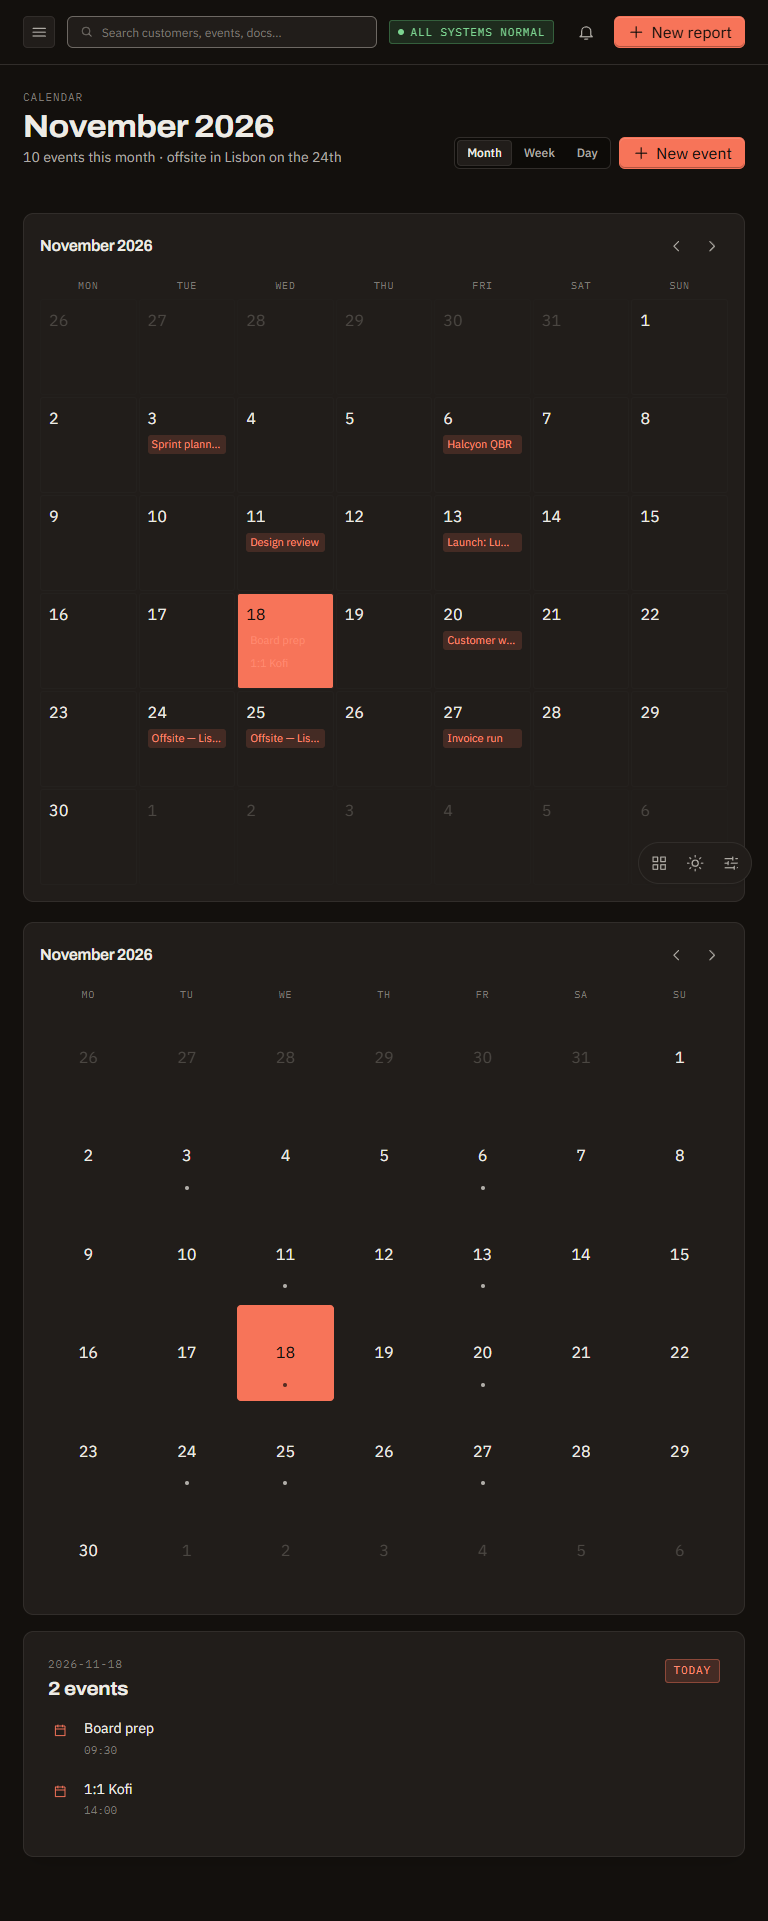 Search customers, events, docs...
ALL SYSTEMS NORMAL
New report
CALENDAR
November 2026
10 events this month · offsite in Lisbon on the 24th
Month Week Day
New event
November 2026
MON TUE WED THU FRI SAT SUN
26 27 28 29 30 31 1
2 3 4 5 6 7 8
Sprint plann... Halcyon QBR
9 10 11 12 13 14 15
Design review Launch: Lu...
16 17 18 19 20 21 22
Board prep Customer w...
1:1 Kofi
23 24 25 26 27 28 29
Offsite — Lis... Offsite — Lis... Invoice run
30 1 2 3 4 5 6
November 2026
MO TU WE TH FR SA SU
26 27 28 29 30 31 1
2 3 4 5 6 7 8
9 10 11 12 13 14 15
16 17 18 19 20 21 22
23 24 25 26 27 28 29
30 1 2 3 4 5 6
2026-11-18
TODAY
2 events
Board prep
09:30
1:1 Kofi
14:00